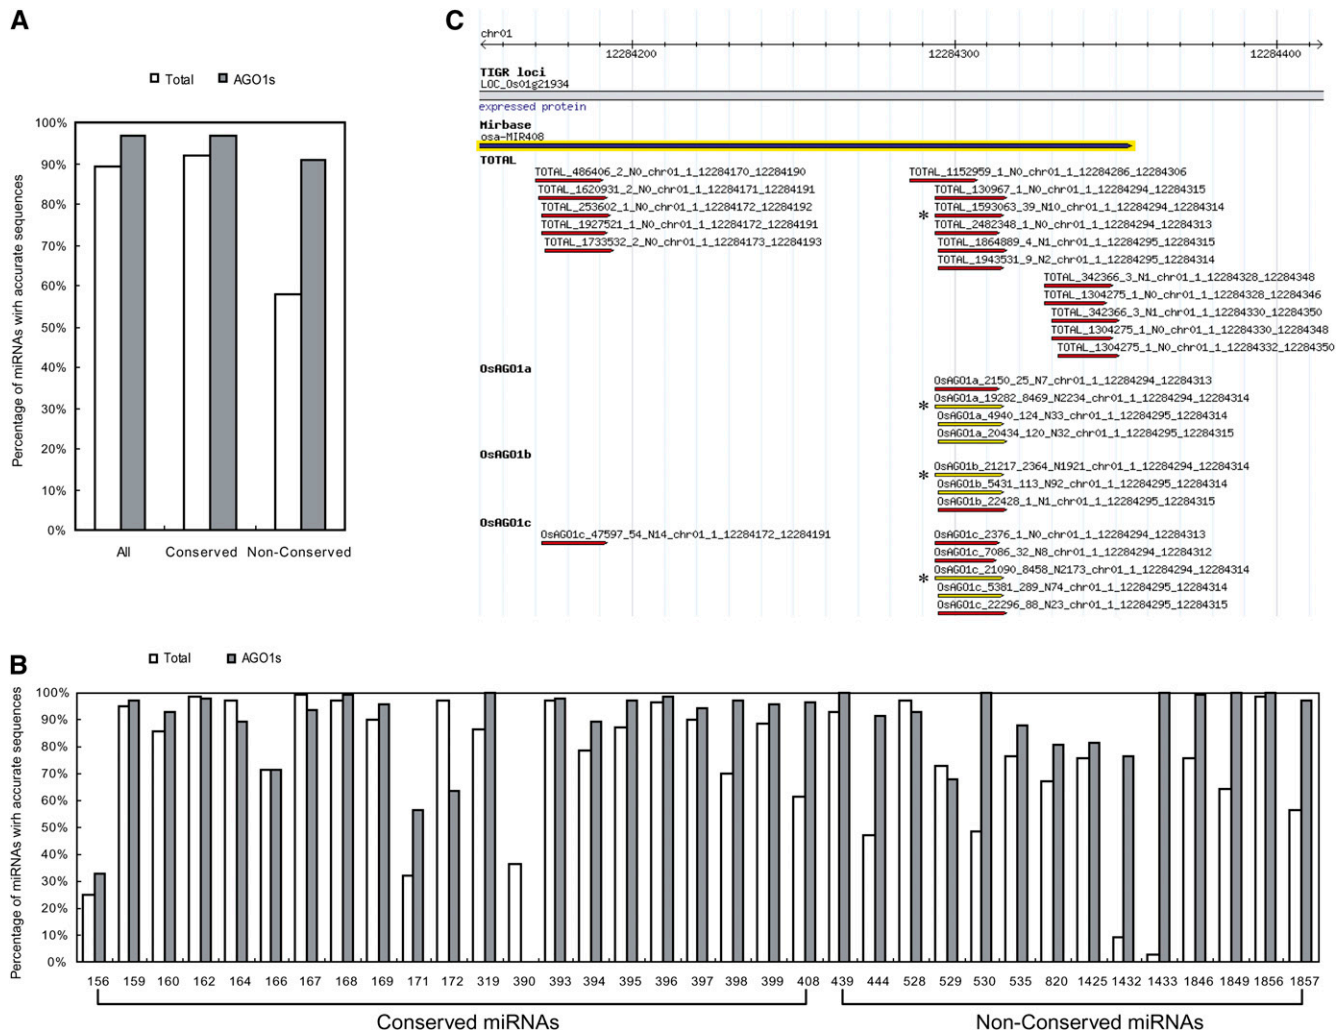 A
Total
AGO1s
Percentage of miRNAs wirh accurate sequences
100%
90%
80%
70%
60%
50%
40%
30%
20%
10%
0%
All
Conserved
Non-Conserved
C
chr01
12284200
12284300
12284400
TIGR loci
LOC_Os01g21934
expressed protein
Mirbase
osa-MIR408
TOTAL
TOTAL_486406_2_N0_chr01_1_12284170_12284190
TOTAL_1620931_2_N0_chr01_1_12284171_12284191
TOTAL_253602_1_N0_chr01_1_12284172_12284192
TOTAL_1927521_1_N0_chr01_1_12284172_12284191
TOTAL_1733532_2_N0_chr01_1_12284173_12284193
TOTAL_1152959_1_N0_chr01_1_12284286_12284306
TOTAL_130967_1_N0_chr01_1_12284294_12284315
* TOTAL_1593063_39_N10_chr01_1_12284294_12284314
TOTAL_2482348_1_N0_chr01_1_12284294_12284313
TOTAL_1864889_4_N1_chr01_1_12284295_12284315
TOTAL_1943531_9_N2_chr01_1_12284295_12284314
TOTAL_342366_3_N1_chr01_1_12284328_12284348
TOTAL_1304275_1_N0_chr01_1_12284328_12284346
TOTAL_342366_3_N1_chr01_1_12284330_12284350
TOTAL_1304275_1_N0_chr01_1_12284330_12284348
TOTAL_1304275_1_N0_chr01_1_12284332_12284350
OsAGO1a
OsAGO1a_2150_25_N7_chr01_1_12284294_12284313
* OsAGO1a_19282_8469_N2234_chr01_1_12284294_12284314
OsAGO1a_4940_124_N33_chr01_1_12284295_12284314
OsAGO1a_20434_120_N32_chr01_1_12284295_12284315
OsAGO1b
* OsAGO1b_21217_2364_N1921_chr01_1_12284294_12284314
OsAGO1b_5431_113_N92_chr01_1_12284295_12284314
OsAGO1b_22428_1_N1_chr01_1_12284295_12284315
OsAGO1c
OsAGO1c_47597_54_N14_chr01_1_12284172_12284191
OsAGO1c_2376_1_N0_chr01_1_12284294_12284313
OsAGO1c_7086_32_N8_chr01_1_12284294_12284312
* OsAGO1c_21090_8458_N2173_chr01_1_12284294_12284314
OsAGO1c_5381_289_N74_chr01_1_12284295_12284314
OsAGO1c_22296_88_N23_chr01_1_12284295_12284315
B
Total
AGO1s
Percentage of miRNAs wirh accurate sequences
100%
90%
80%
70%
60%
50%
40%
30%
20%
10%
0%
156 159 160 162 164 166 167 168 169 171 172 319 390 393 394 395 396 397 398 399 408 439 444 528 529 530 535 820 1425 1432 1433 1846 1849 1856 1857
Conserved miRNAs
Non-Conserved miRNAs